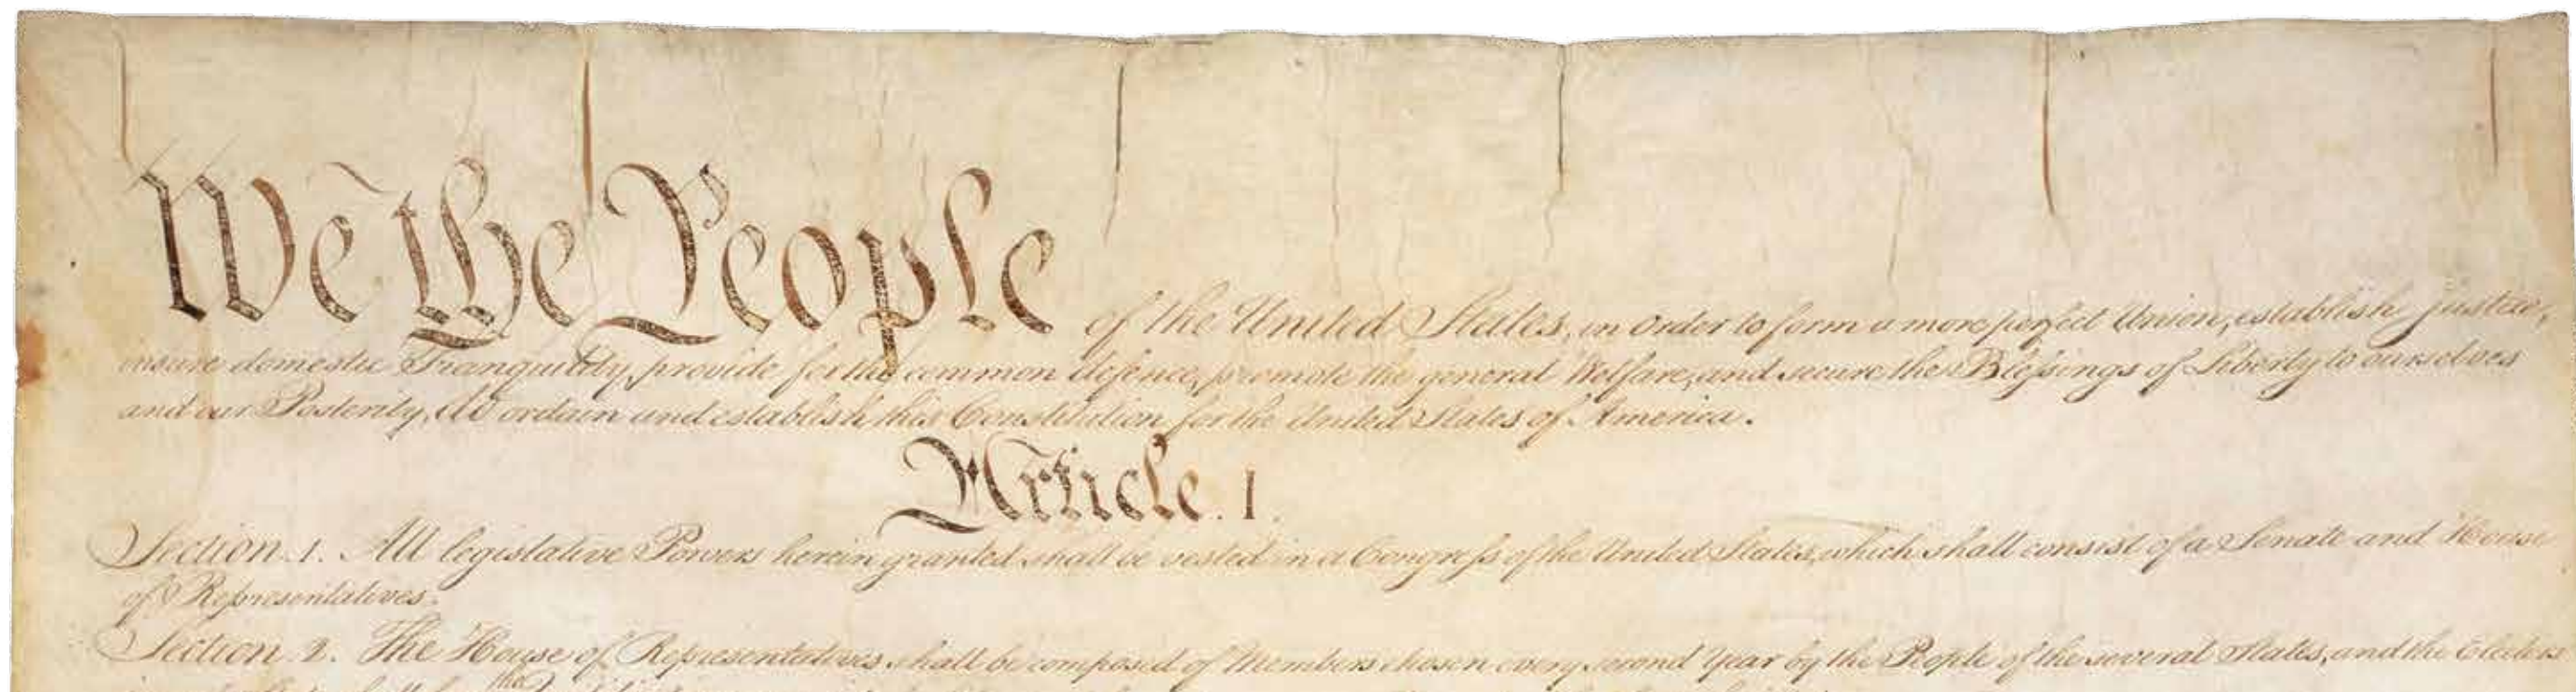 We the People of the United States, in Order to form a more perfect Union, establish Justice,
insure domestic Tranquility, provide for the common defence, promote the general Welfare, and secure the Blessings of Liberty to ourselves
and our Posterity, do ordain and establish this Constitution for the United States of America.
Article. I.
Section. 1. All legislative Powers herein granted shall be vested in a Congress of the United States, which shall consist of a Senate and House
of Representatives.
Section. 2. The House of Representatives shall be composed of Members chosen every second Year by the People of the several States, and the Electors
the